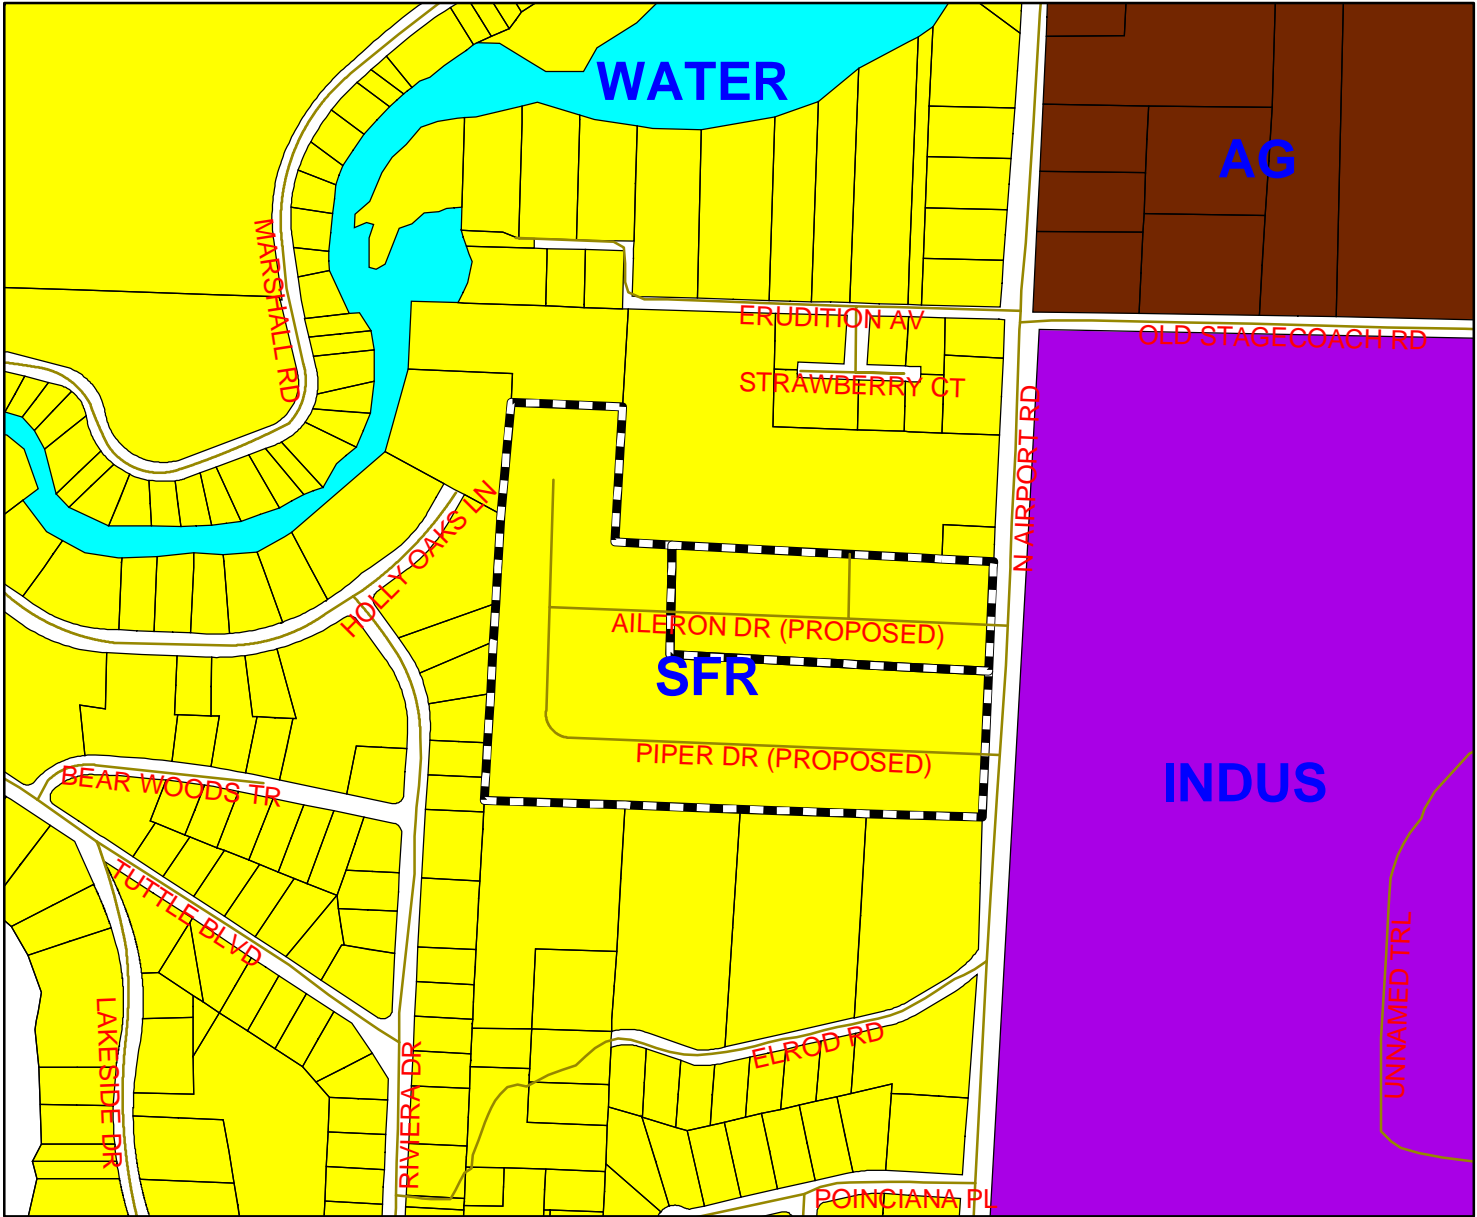 WATER
AG
MARSHALL RD
ERUDITION AV
OLD STAGECOACH RD
STRAWBERRY CT
N AIRPORT RD
HOLLY OAKS LN
AILERON DR (PROPOSED)
SFR
PIPER DR (PROPOSED)
INDUS
BEAR WOODS TR
TUTTLE BLVD
UNNAMED TRL
LAKESIDE DR
ELROD RD
RIVIERA DR
POINCIANA PL